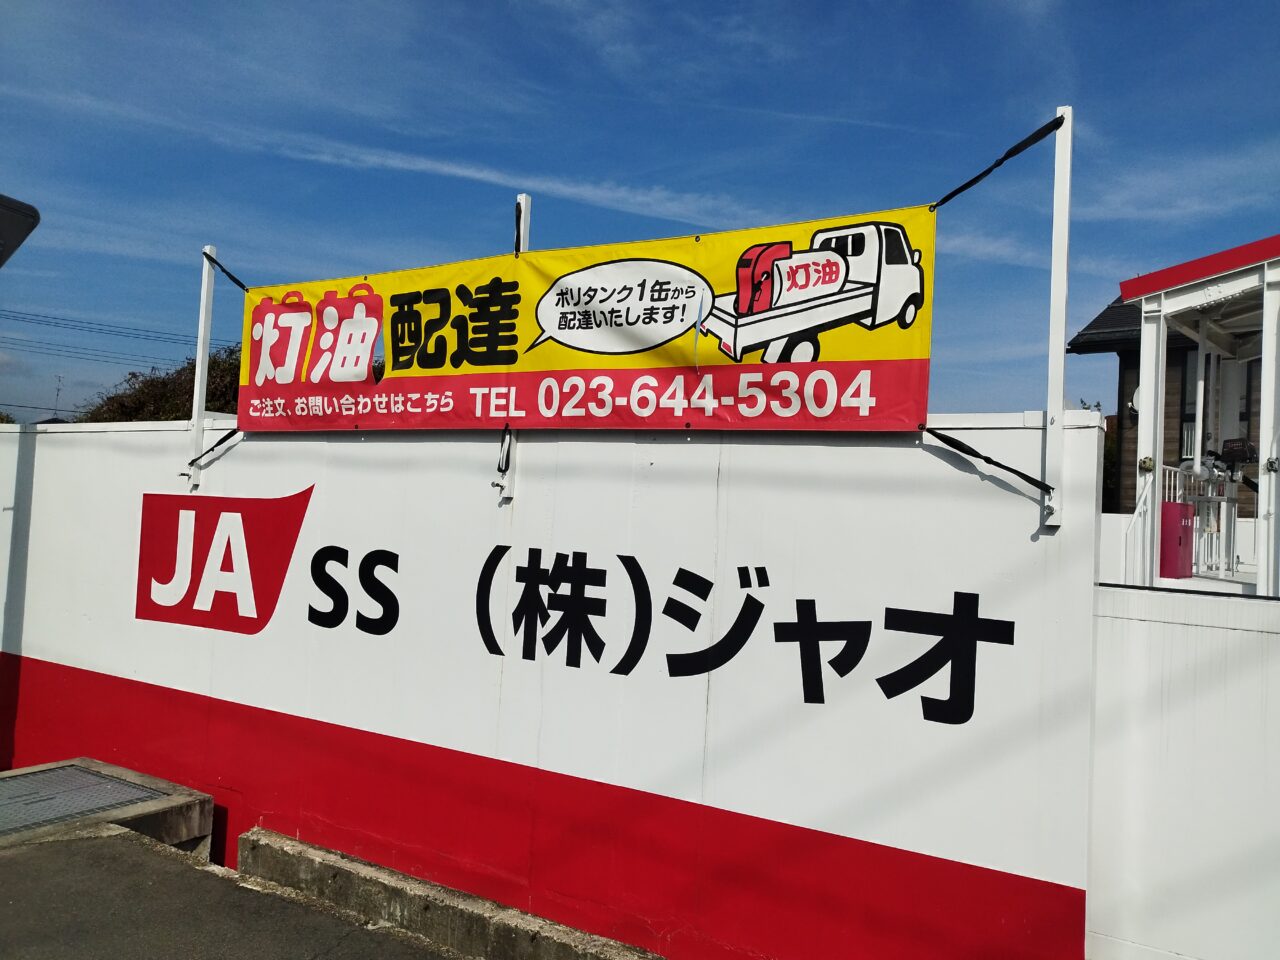 灯油配達
ポリタンク1缶から
配達いたします!
灯油
ご注文、お問い合わせはこちら TEL 023-644-5304
JA SS (株)ジャオ